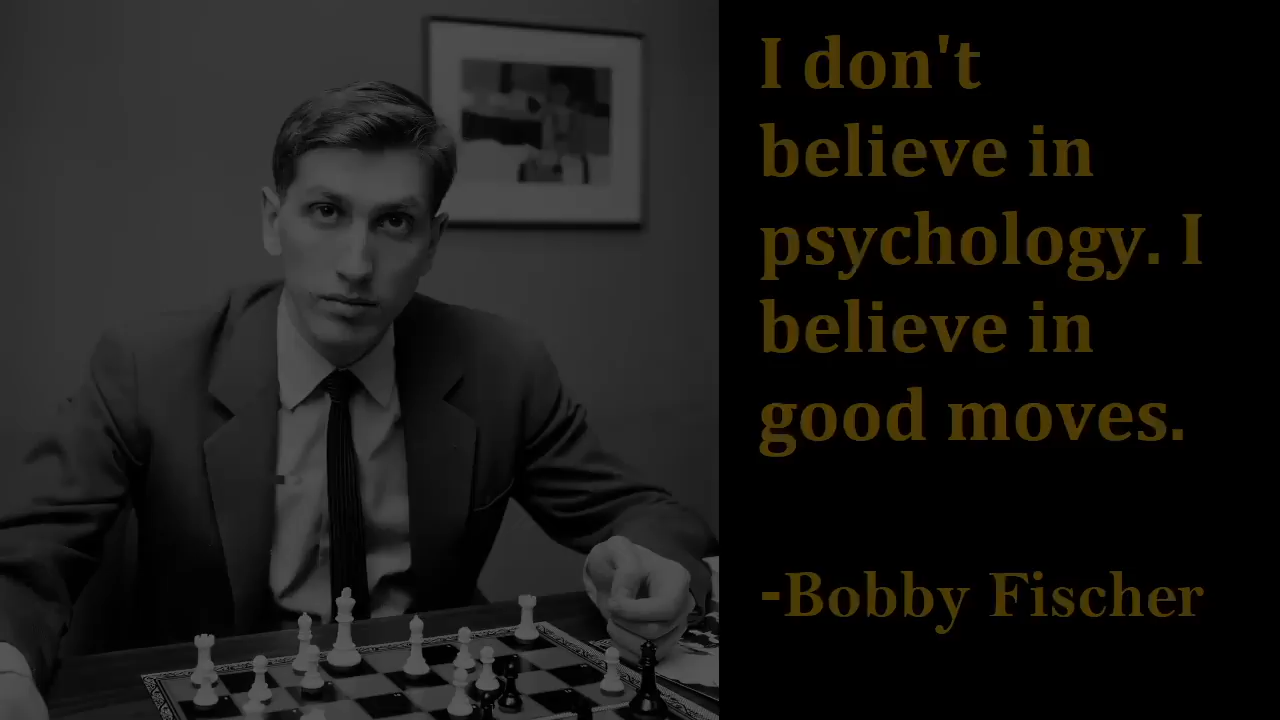 I don't
believe in
psychology. I
believe in
good moves.
-Bobby Fischer